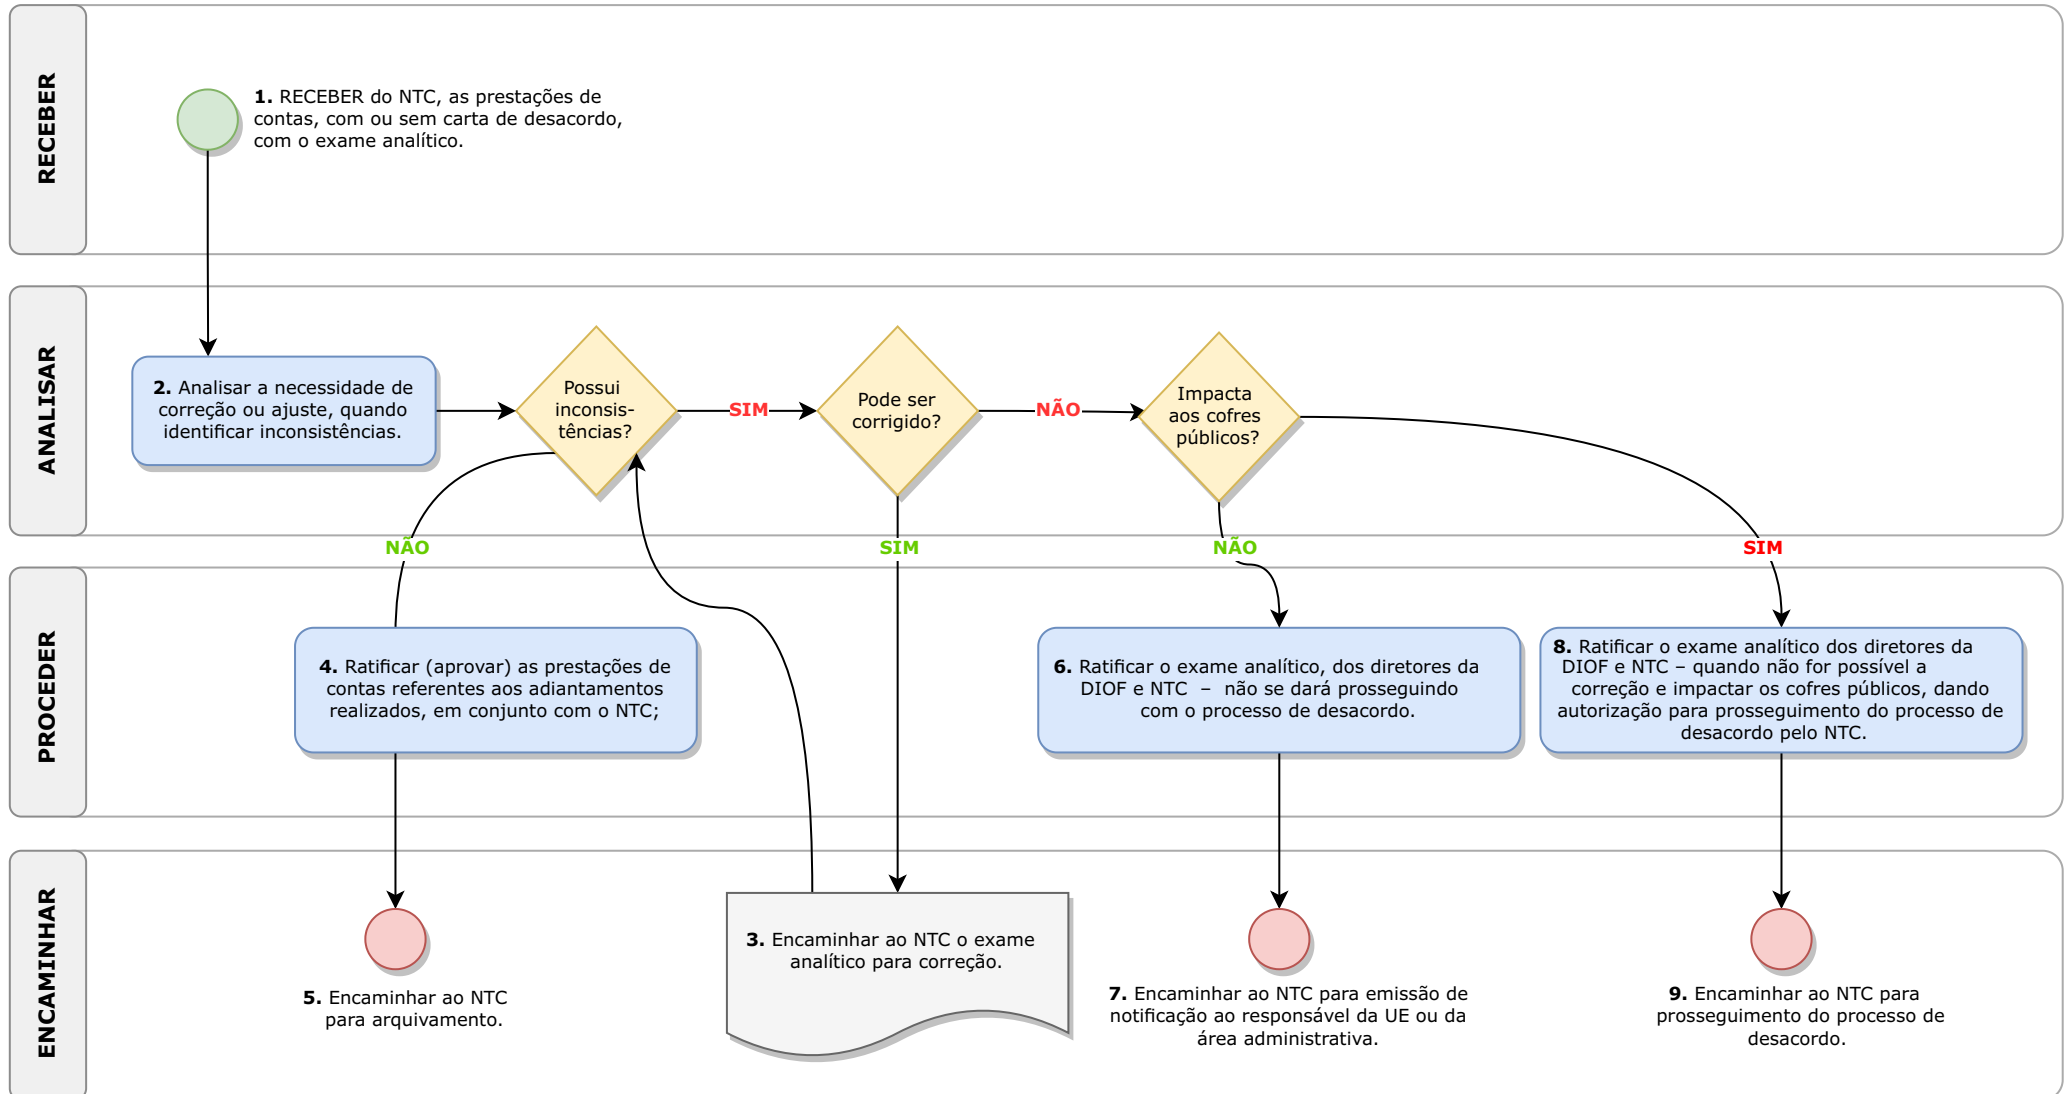 RECEBER
1. RECEBER do NTC, as prestações de
contas, com ou sem carta de desacordo,
com o exame analítico.
ANALISAR
2. Analisar a necessidade de
correção ou ajuste, quando
identificar inconsistências.
Possui
inconsis-
tências?
SIM
Pode ser
corrigido?
NÃO
Impacta
aos cofres
públicos?
NÃO
SIM
NÃO
SIM
PROCEDER
4. Ratificar (aprovar) as prestações de
contas referentes aos adiantamentos
realizados, em conjunto com o NTC;
6. Ratificar o exame analítico, dos diretores da
DIOF e NTC – não se dará prosseguindo
com o processo de desacordo.
8. Ratificar o exame analítico dos diretores da
DIOF e NTC – quando não for possível a
correção e impactar os cofres públicos, dando
autorização para prosseguimento do processo de
desacordo pelo NTC.
ENCAMINHAR
5. Encaminhar ao NTC
para arquivamento.
3. Encaminhar ao NTC o exame
analítico para correção.
7. Encaminhar ao NTC para emissão de
notificação ao responsável da UE ou da
área administrativa.
9. Encaminhar ao NTC para
prosseguimento do processo de
desacordo.